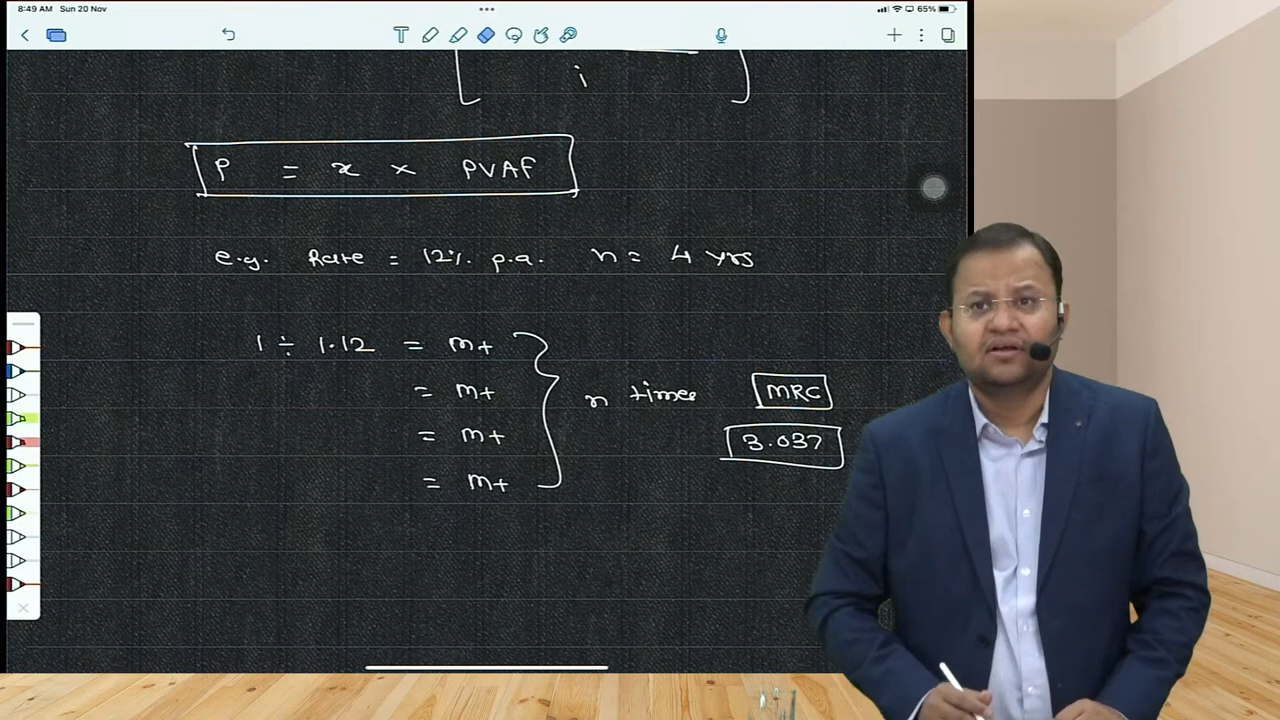 8:49 AM Sun 20 Nov
65%
i
P = x × PVAF
e.g. Rate = 12% p.a. n = 4 yrs
1 ÷ 1.12 = m+
= m+
= m+
= m+
n times
MRC
3.037